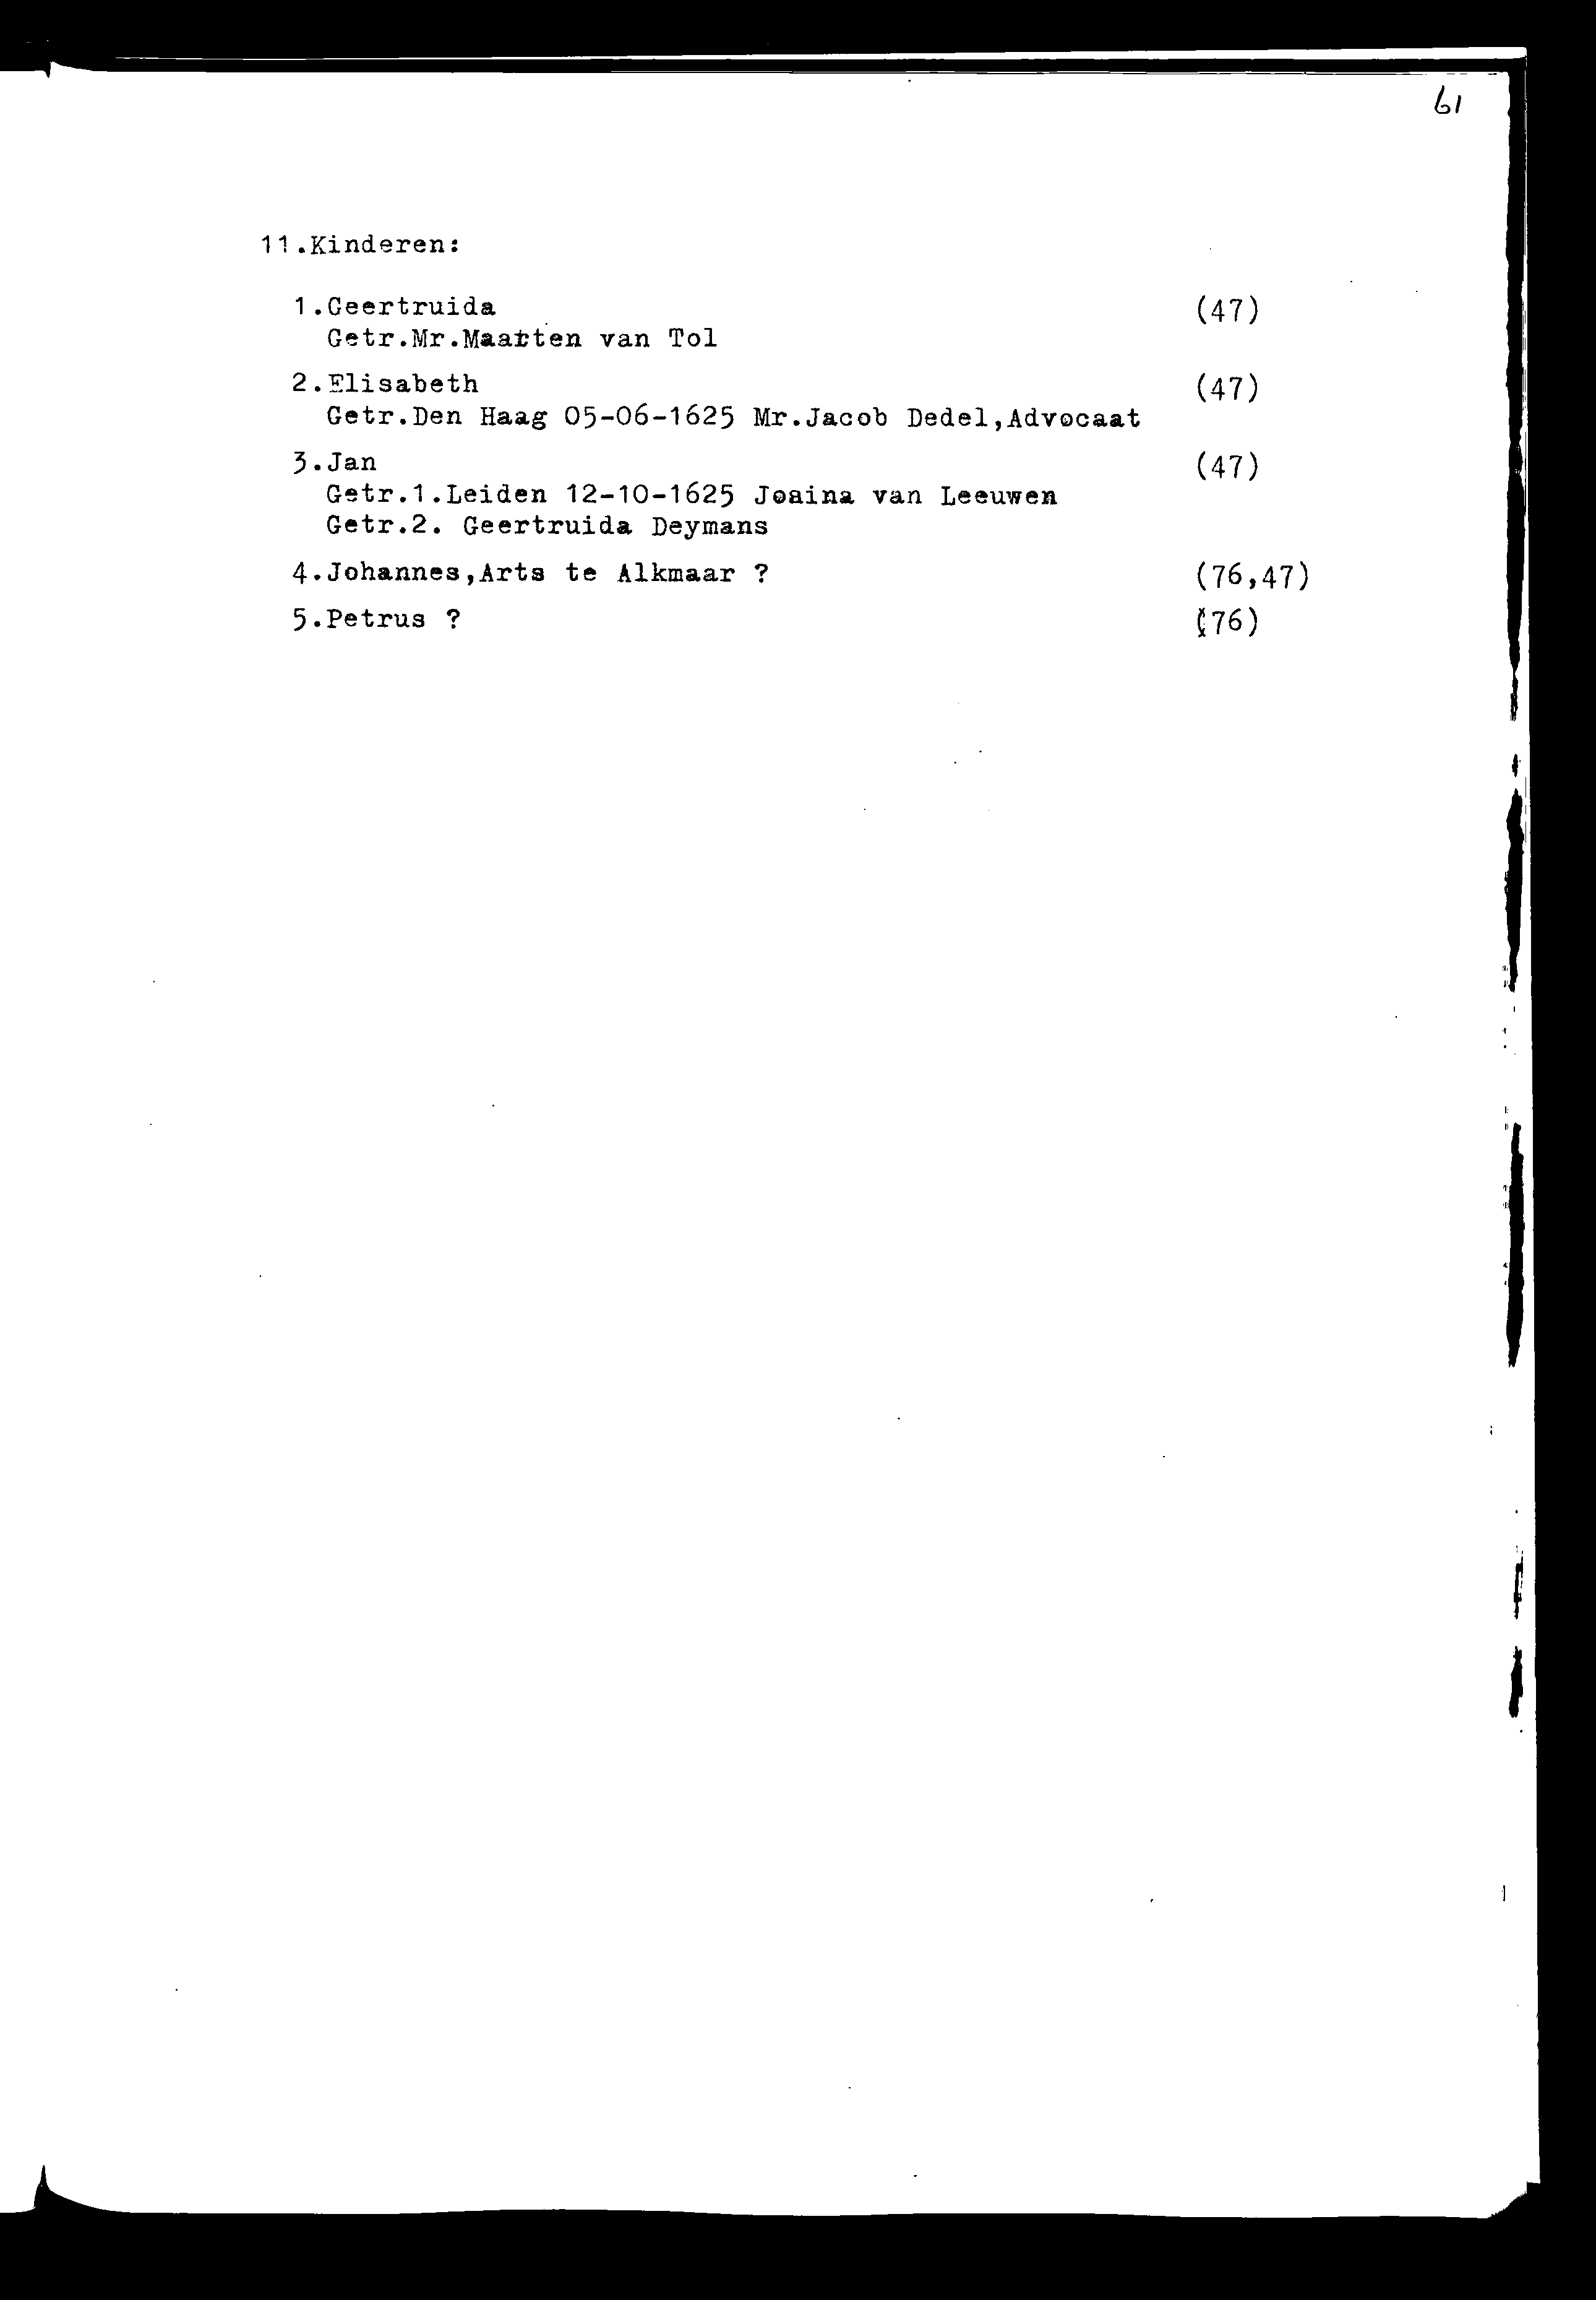 61
11.Kinderen:
1.Geertruida (47)
Getr.Mr.Maarten van Tol
2.Elisabeth (47)
Getr.Den Haag 05-06-1625 Mr.Jacob Dedel,Advocaat
3.Jan (47)
Getr.1.Leiden 12-10-1625 Joaina van Leeuwen
Getr.2. Geertruida Deymans
4.Johannes,Arts te Alkmaar ? (76,47)
5.Petrus ? (76)